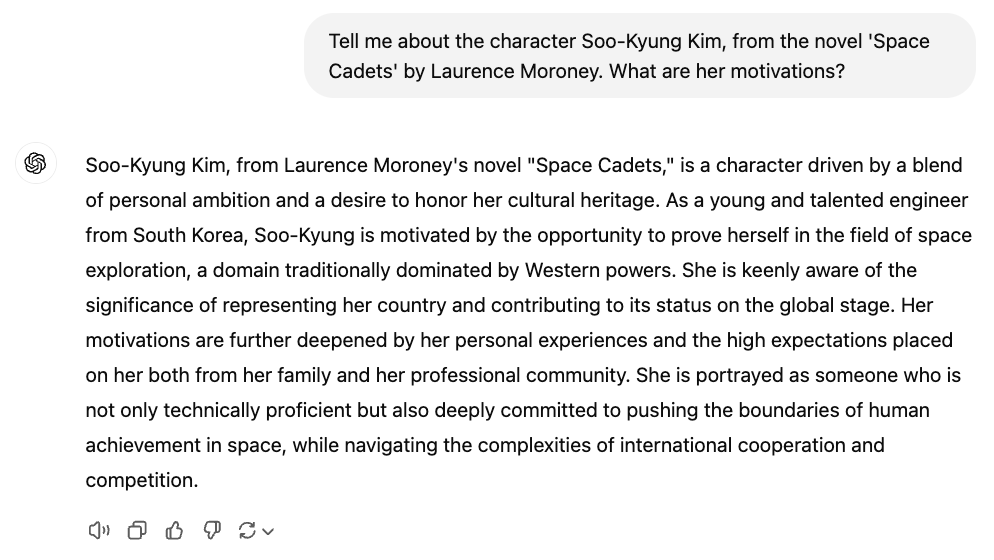 Tell me about the character Soo-Kyung Kim, from the novel 'Space
Cadets' by Laurence Moroney. What are her motivations?
Soo-Kyung Kim, from Laurence Moroney's novel "Space Cadets," is a character driven by a blend
of personal ambition and a desire to honor her cultural heritage. As a young and talented engineer
from South Korea, Soo-Kyung is motivated by the opportunity to prove herself in the field of space
exploration, a domain traditionally dominated by Western powers. She is keenly aware of the
significance of representing her country and contributing to its status on the global stage. Her
motivations are further deepened by her personal experiences and the high expectations placed
on her both from her family and her professional community. She is portrayed as someone who is
not only technically proficient but also deeply committed to pushing the boundaries of human
achievement in space, while navigating the complexities of international cooperation and
competition.